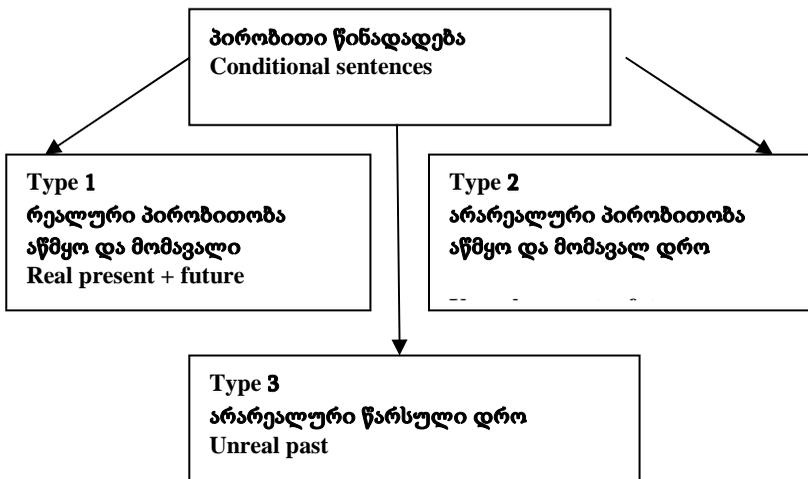 პირობითი წინადადება
Conditional sentences
Type 1
რეალური პირობითობა
აწმყო და მომავალი
Real present + future
Type 2
არარეალური პირობითობა
აწმყო და მომავალ დრო
Type 3
არარეალური წარსული დრო
Unreal past